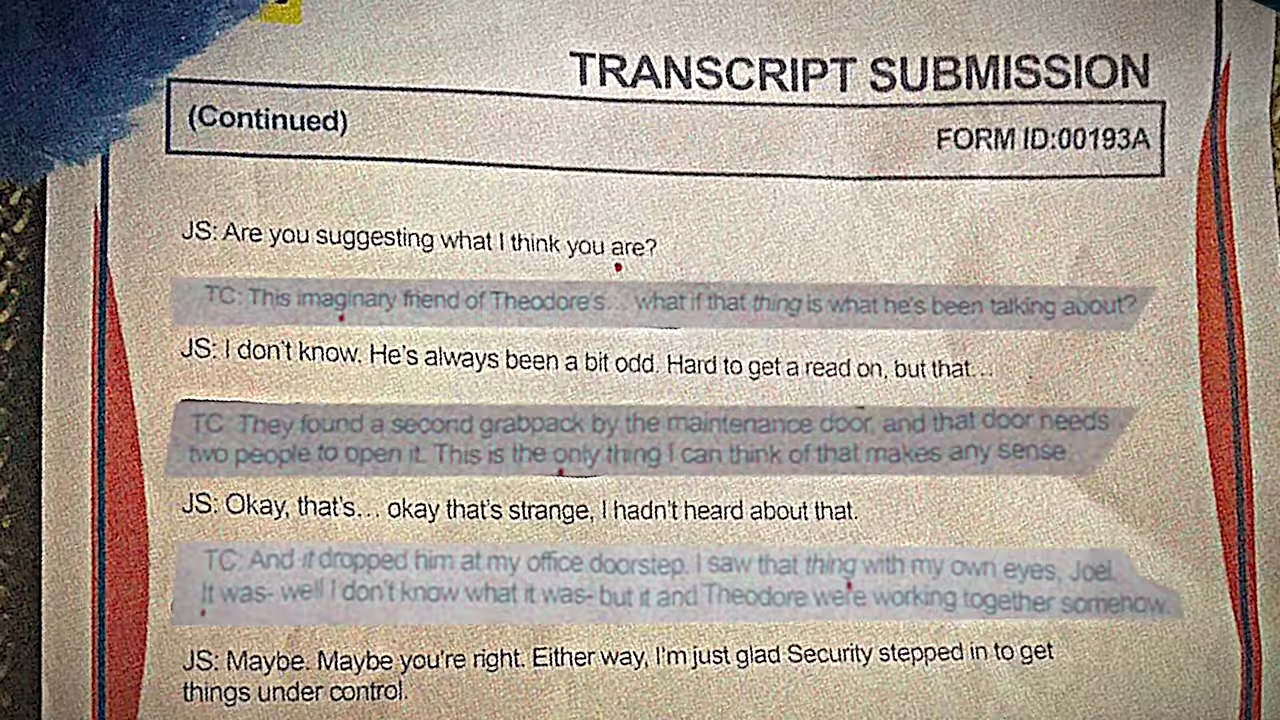 TRANSCRIPT SUBMISSION
(Continued)
FORM ID:00193A
JS: Are you suggesting what I think you are?
TC: This imaginary friend of Theodore's... what if that thing is what he's been talking about?
JS: I don't know. He's always been a bit odd. Hard to get a read on, but that...
TC: They found a second grabpack by the maintenance door, and that door needs
two people to open it. This is the only thing I can think of that makes any sense.
JS: Okay, that's... okay that's strange, I hadn't heard about that.
TC: And it dropped him at my office doorstep. I saw that thing with my own eyes, Joel.
It was- well I don't know what it was- but it and Theodore were working together somehow.
JS: Maybe. Maybe you're right. Either way, I'm just glad Security stepped in to get
things under control.